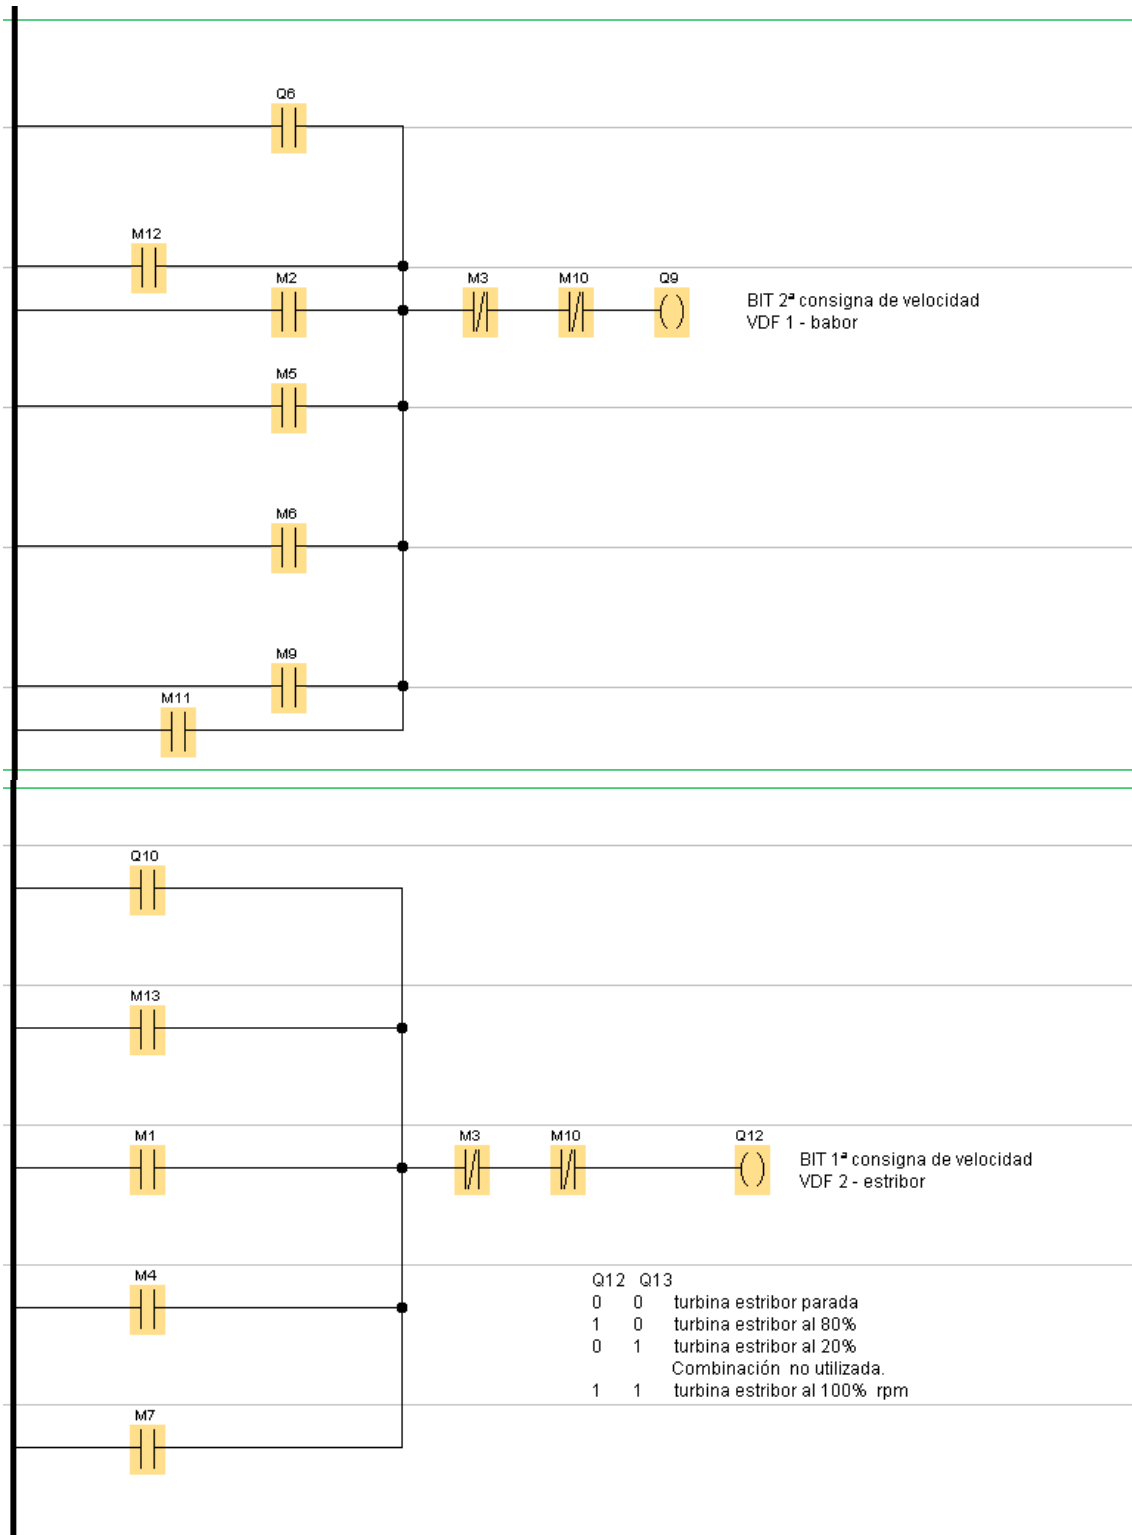 Q6
M12
M2
M3 M10 Q9
BIT 2ª consigna de velocidad
VDF 1 - babor
M5
M6
M9
M11
Q10
M13
M1
M3 M10 Q12
BIT 1ª consigna de velocidad
VDF 2 - estribor
M4
Q12 Q13
0 0 turbina estribor parada
1 0 turbina estribor al 80%
0 1 turbina estribor al 20%
Combinación no utilizada.
1 1 turbina estribor al 100% rpm
M7